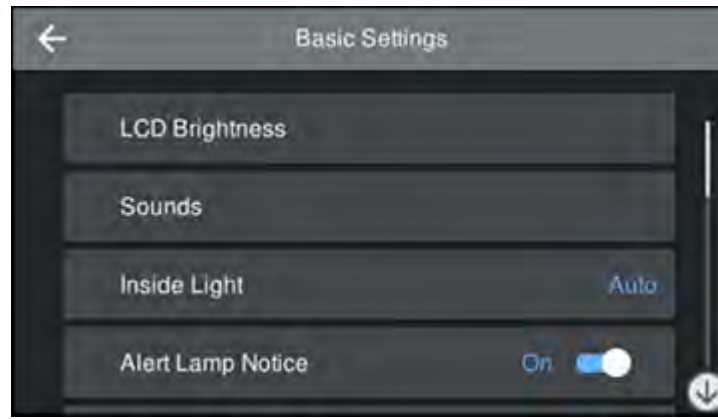 Basic Settings
LCD Brightness
Sounds
Inside Light Auto
Alert Lamp Notice On